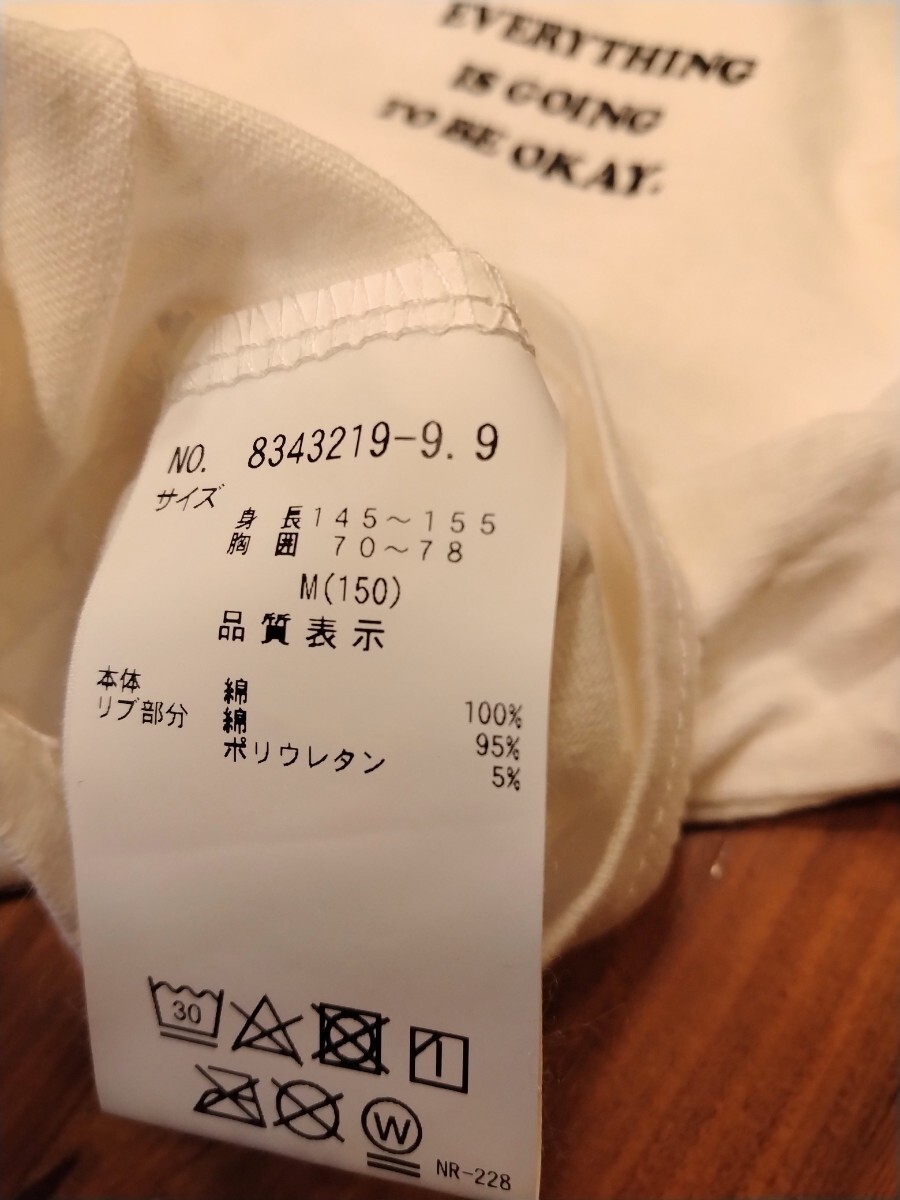 EVERYTHING
IS GOING
TO BE OKAY.
NO. 8343219-9.9
サイズ
身長145～155
胸囲 70～78
M(150)
品質表示
本体 綿 100%
リブ部分 綿 95%
ポリウレタン 5%
30
W
NR-228